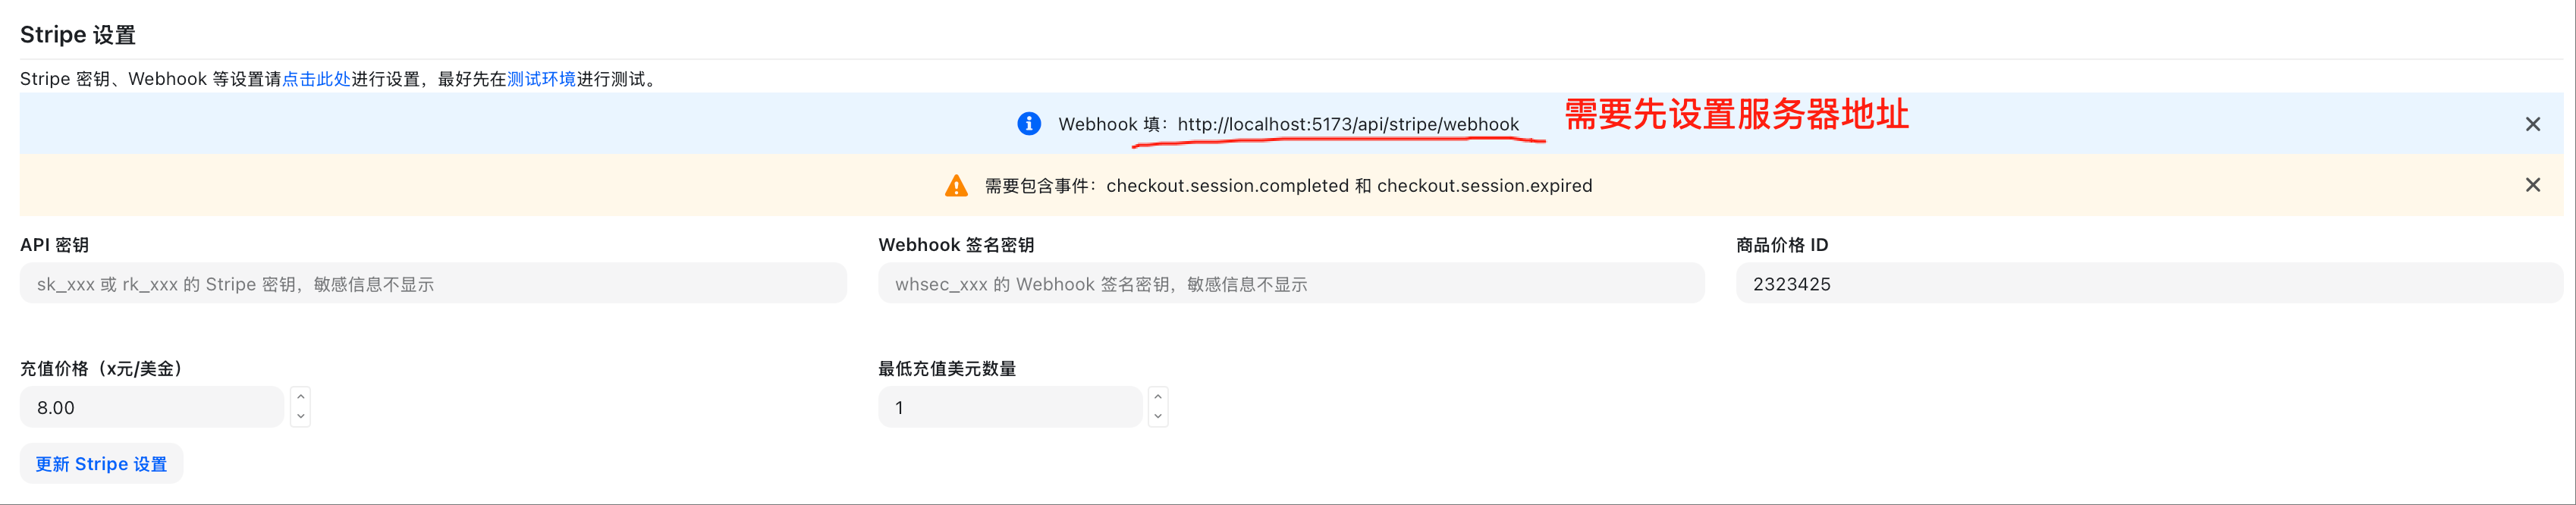 Stripe 设置
Stripe 密钥、Webhook 等设置请点击此处进行设置，最好先在测试环境进行测试。
Webhook 填：http://localhost:5173/api/stripe/webhook
需要先设置服务器地址
需要包含事件：checkout.session.completed 和 checkout.session.expired
API 密钥
Webhook 签名密钥
商品价格 ID
sk_xxx 或 rk_xxx 的 Stripe 密钥，敏感信息不显示
whsec_xxx 的 Webhook 签名密钥，敏感信息不显示
2323425
充值价格（x元/美金）
最低充值美元数量
8.00
1
更新 Stripe 设置